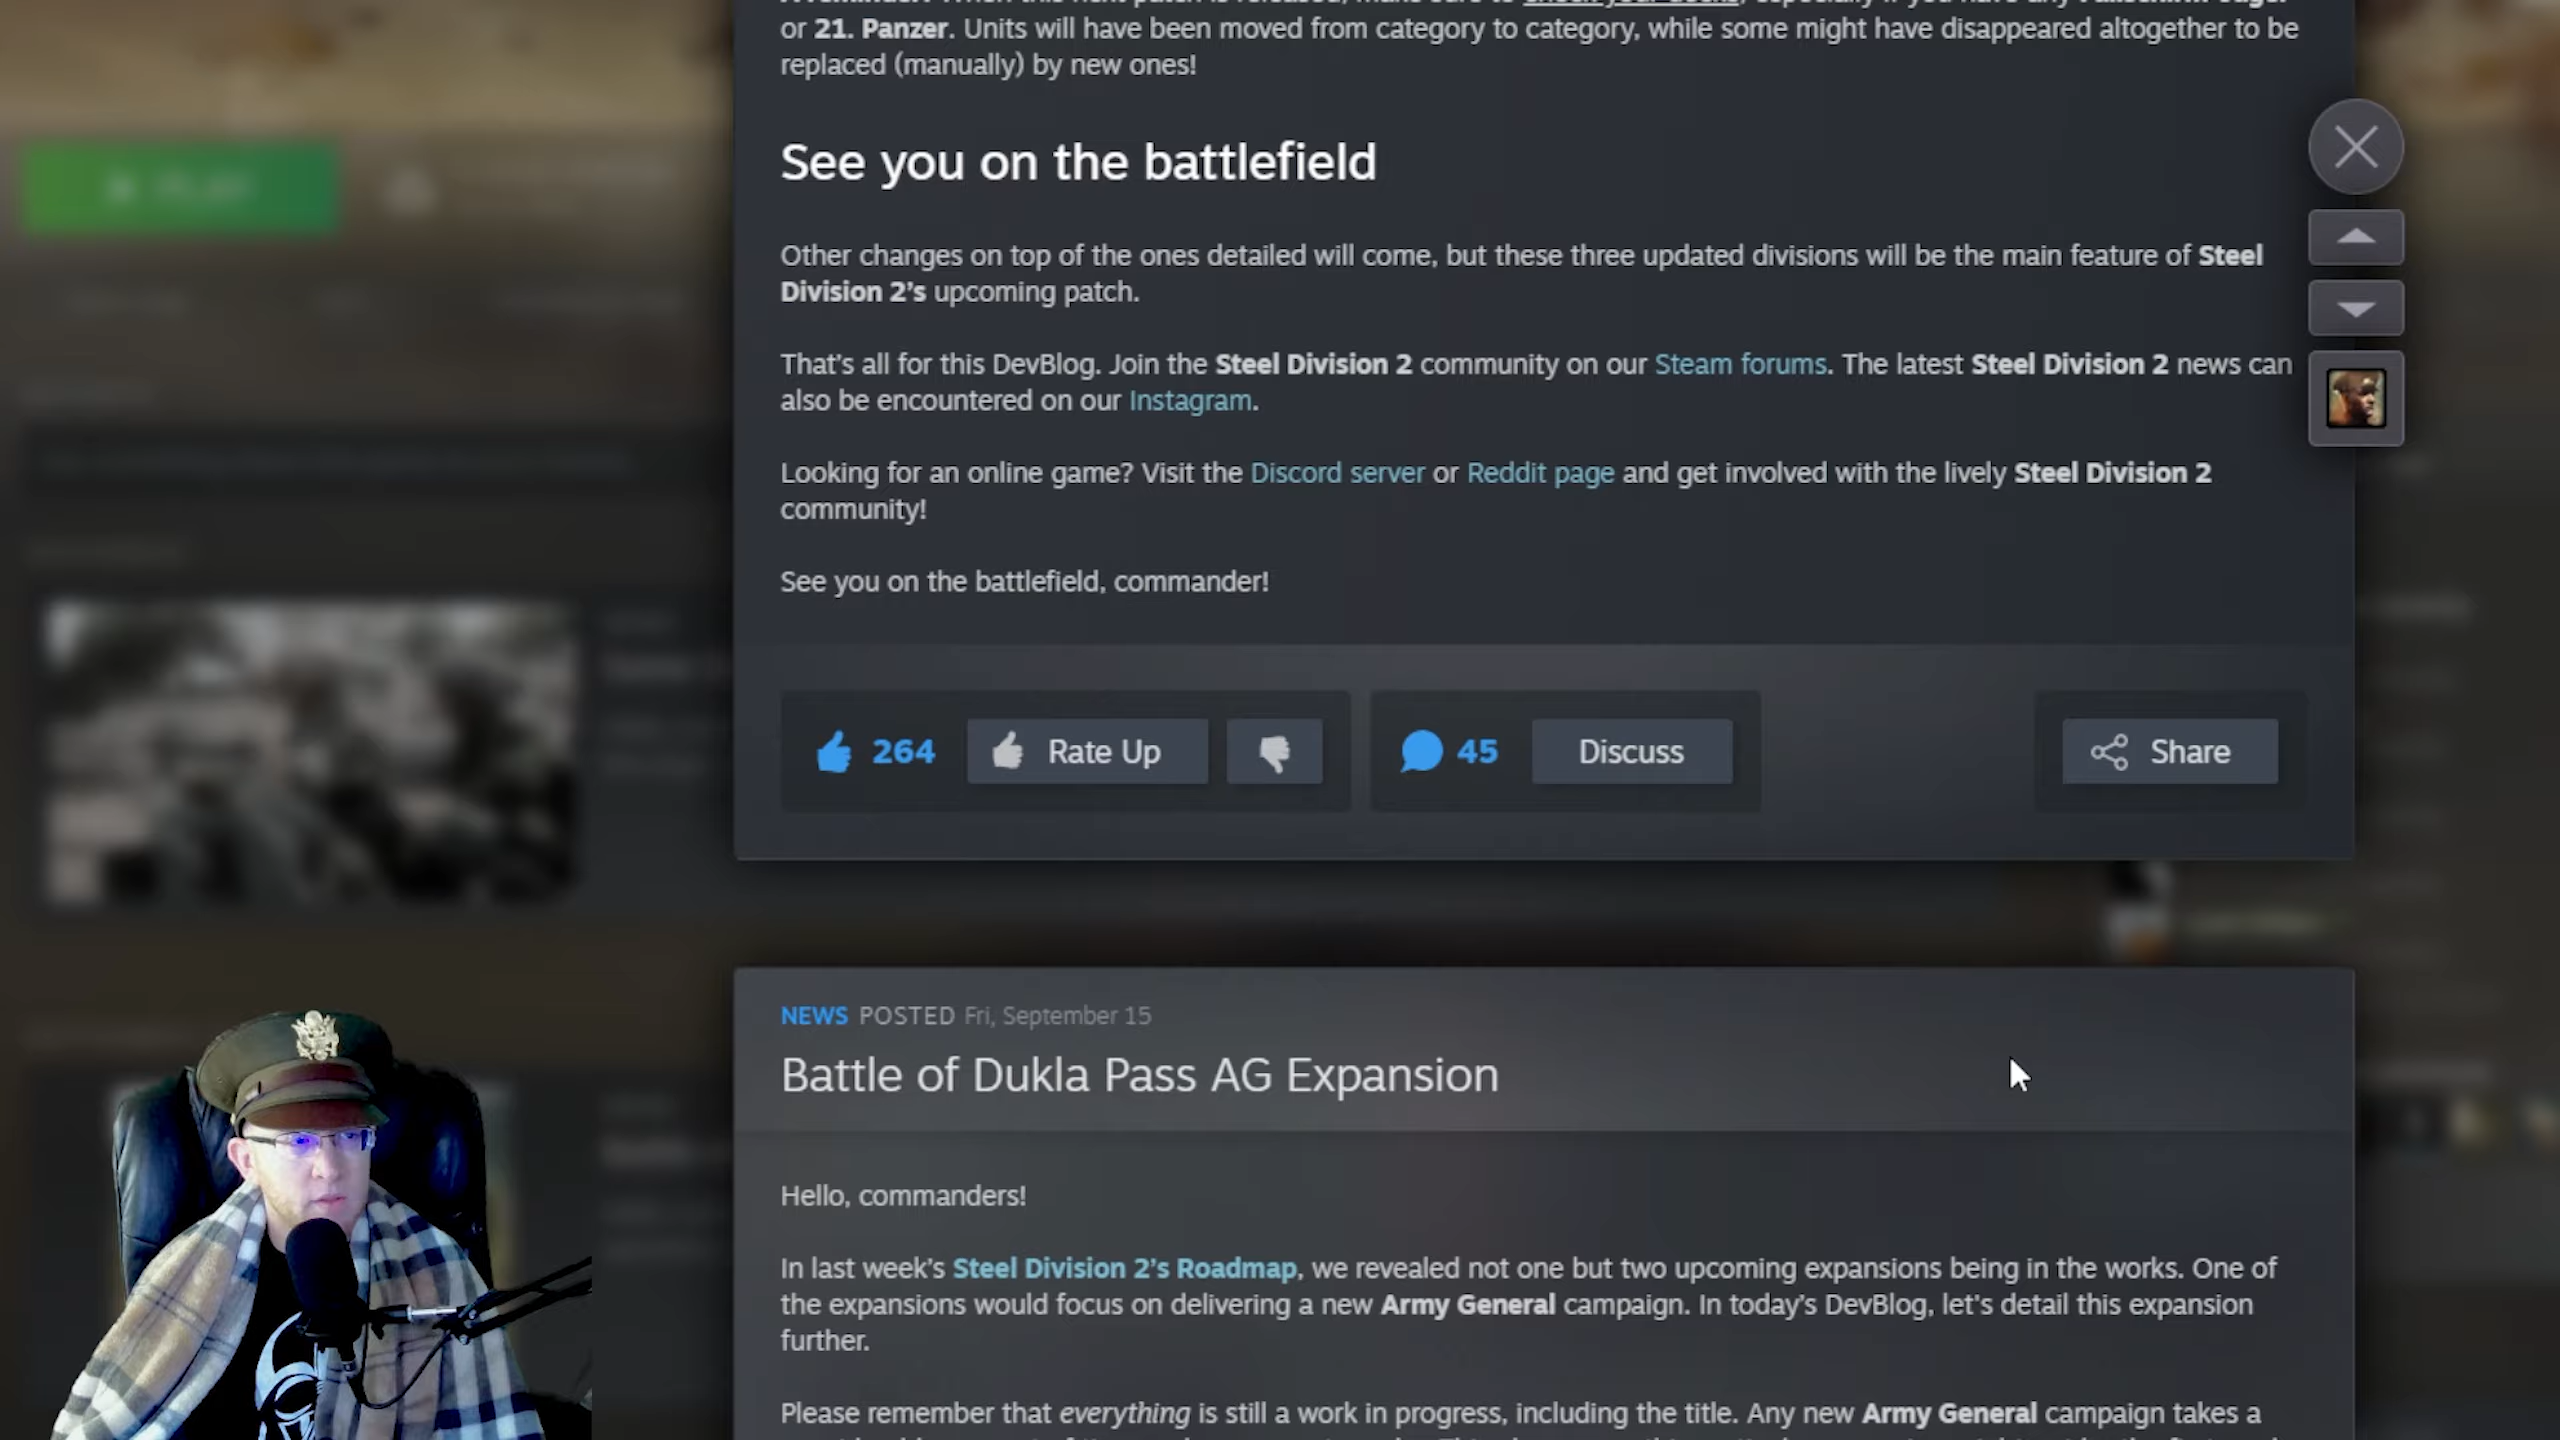 or 21. Panzer. Units will have been moved from category to category, while some might have disappeared altogether to be
replaced (manually) by new ones!
See you on the battlefield
Other changes on top of the ones detailed will come, but these three updated divisions will be the main feature of Steel
Division 2's upcoming patch.
That's all for this DevBlog. Join the Steel Division 2 community on our Steam forums. The latest Steel Division 2 news can
also be encountered on our Instagram.
Looking for an online game? Visit the Discord server or Reddit page and get involved with the lively Steel Division 2
community!
See you on the battlefield, commander!
264 Rate Up 45 Discuss Share
NEWS POSTED Fri, September 15
Battle of Dukla Pass AG Expansion
Hello, commanders!
In last week's Steel Division 2's Roadmap, we revealed not one but two upcoming expansions being in the works. One of
the expansions would focus on delivering a new Army General campaign. In today's DevBlog, let's detail this expansion
further.
Please remember that everything is still a work in progress, including the title. Any new Army General campaign takes a